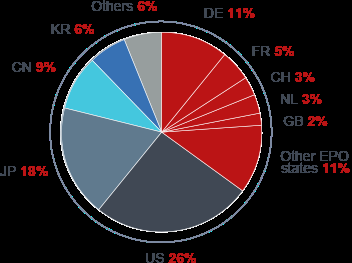 Others 6%
DE 11%
KR 6%
FR 5%
CN 9%
CH 3%
NL 3%
GB 2%
Other EPO
states 11%
JP 18%
US 26%